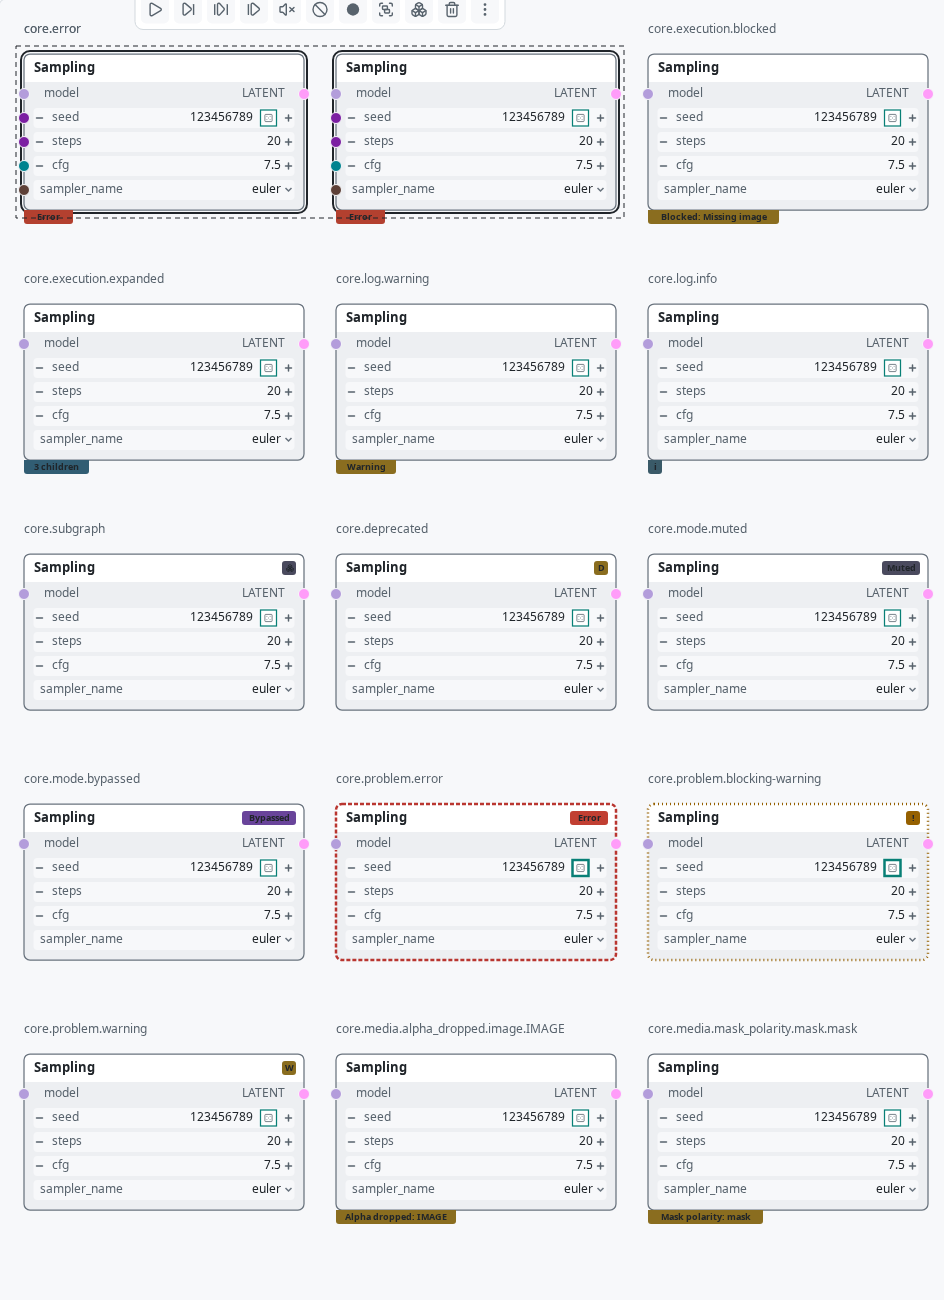 core.error
core.execution.blocked
Sampling
model LATENT
− seed 123456789 +
− steps 20 +
− cfg 7.5 +
sampler_name euler
Error
Sampling
model LATENT
− seed 123456789 +
− steps 20 +
− cfg 7.5 +
sampler_name euler
Error
Sampling
model LATENT
− seed 123456789 +
− steps 20 +
− cfg 7.5 +
sampler_name euler
Blocked: Missing image
core.execution.expanded
Sampling
model LATENT
− seed 123456789 +
− steps 20 +
− cfg 7.5 +
sampler_name euler
3 children
core.log.warning
Sampling
model LATENT
− seed 123456789 +
− steps 20 +
− cfg 7.5 +
sampler_name euler
Warning
core.log.info
Sampling
model LATENT
− seed 123456789 +
− steps 20 +
− cfg 7.5 +
sampler_name euler
i
core.subgraph
Sampling
model LATENT
− seed 123456789 +
− steps 20 +
− cfg 7.5 +
sampler_name euler
core.deprecated
Sampling D
model LATENT
− seed 123456789 +
− steps 20 +
− cfg 7.5 +
sampler_name euler
core.mode.muted
Sampling Muted
model LATENT
− seed 123456789 +
− steps 20 +
− cfg 7.5 +
sampler_name euler
core.mode.bypassed
Sampling Bypassed
model LATENT
− seed 123456789 +
− steps 20 +
− cfg 7.5 +
sampler_name euler
core.problem.error
Sampling Error
model LATENT
− seed 123456789 +
− steps 20 +
− cfg 7.5 +
sampler_name euler
core.problem.blocking-warning
Sampling !
model LATENT
− seed 123456789 +
− steps 20 +
− cfg 7.5 +
sampler_name euler
core.problem.warning
Sampling W
model LATENT
− seed 123456789 +
− steps 20 +
− cfg 7.5 +
sampler_name euler
core.media.alpha_dropped.image.IMAGE
Sampling
model LATENT
− seed 123456789 +
− steps 20 +
− cfg 7.5 +
sampler_name euler
Alpha dropped: IMAGE
core.media.mask_polarity.mask.mask
Sampling
model LATENT
− seed 123456789 +
− steps 20 +
− cfg 7.5 +
sampler_name euler
Mask polarity: mask